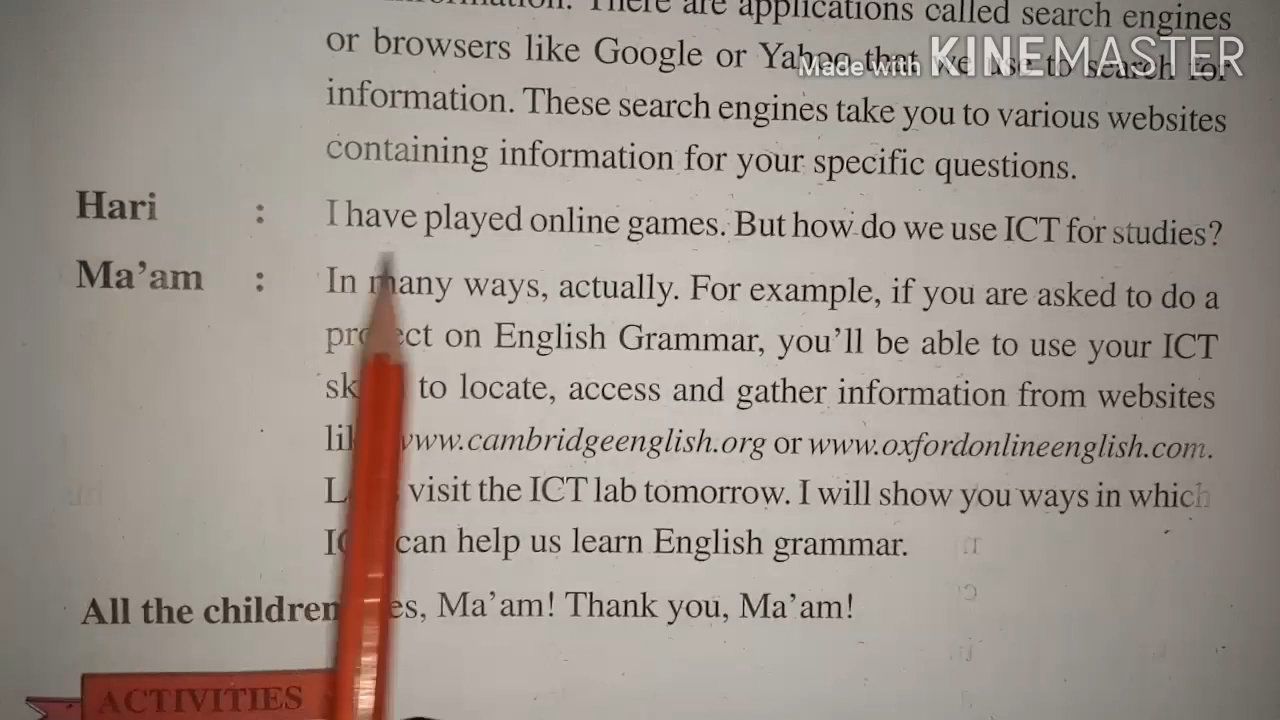 information. There are applications called search engines
or browsers like Google or Yahoo that we use to search for
Made with KINEMASTER
information. These search engines take you to various websites
containing information for your specific questions.
Hari : I have played online games. But how do we use ICT for studies?
Ma'am : In many ways, actually. For example, if you are asked to do a
project on English Grammar, you'll be able to use your ICT
to locate, access and gather information from websites
www.cambridgeenglish.org or www.oxfordonlineenglish.com.
visit the ICT lab tomorrow. I will show you ways in which
can help us learn English grammar.
All the children Yes, Ma'am! Thank you, Ma'am!
ACTIVITIES